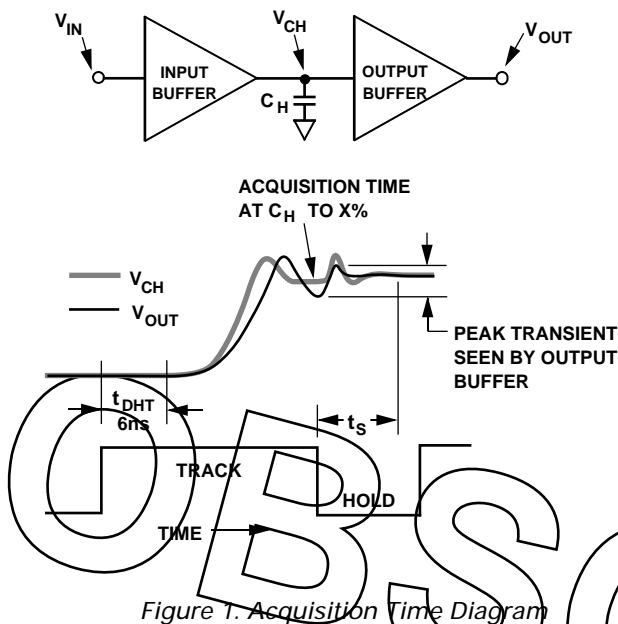 V_IN
INPUT
BUFFER
V_CH
C_H
OUTPUT
BUFFER
V_OUT
ACQUISITION TIME
AT C_H TO X%
V_CH
V_OUT
PEAK TRANSIENT
SEEN BY OUTPUT
BUFFER
t_DHT
6ns
t_S
TRACK
HOLD
TIME
OBS
Figure 1. Acquisition Time Diagram